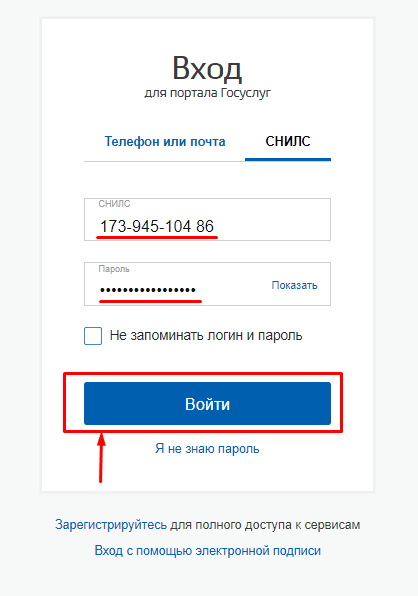 Вход
для портала Госуслуг
Телефон или почта СНИЛС
СНИЛС
173-945-104 86
Пароль
•••••••••••••••••
Показать
Не запоминать логин и пароль
Войти
Я не знаю пароль
Зарегистрируйтесь для полного доступа к сервисам
Вход с помощью электронной подписи